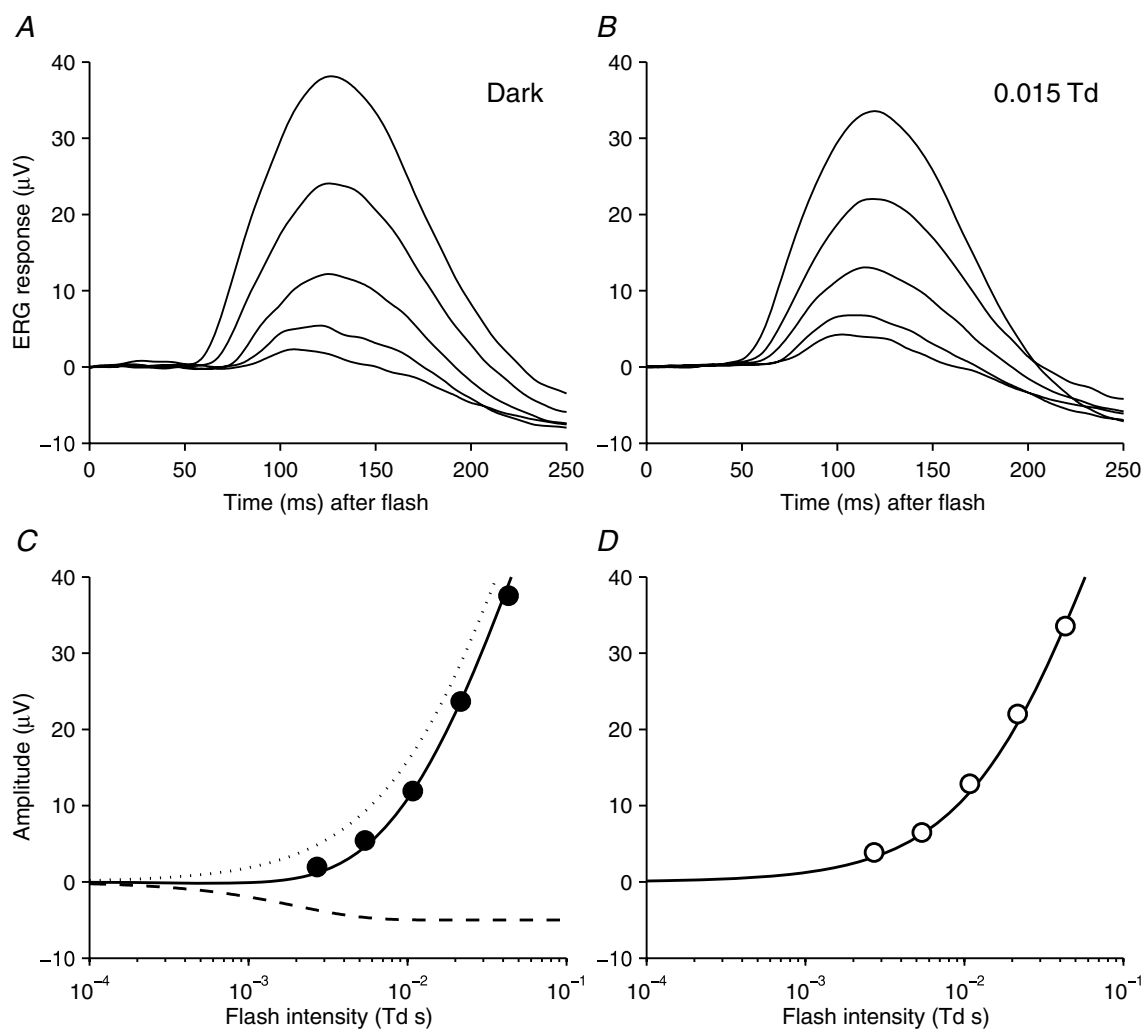 A
B
40
30
20
10
0
−10
ERG response (μV)
Dark
0 50 100 150 200 250
Time (ms) after flash
40
30
20
10
0
−10
0.015 Td
0 50 100 150 200 250
Time (ms) after flash
C
D
40
30
20
10
0
−10
Amplitude (μV)
10⁻⁴ 10⁻³ 10⁻² 10⁻¹
Flash intensity (Td s)
40
30
20
10
0
−10
10⁻⁴ 10⁻³ 10⁻² 10⁻¹
Flash intensity (Td s)